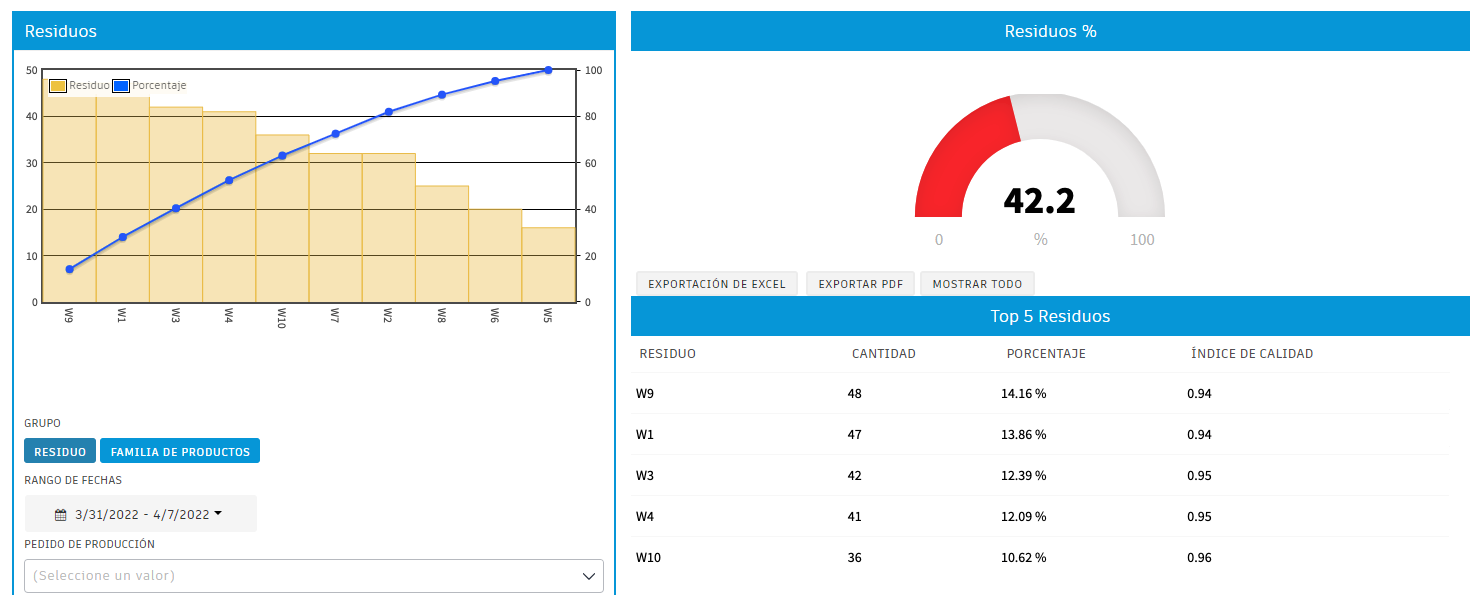 Residuos
50
40
30
20
10
0
Residuo Porcentaje
100
80
60
40
20
0
W9 W1 W3 W4 W10 W7 W2 W8 W6 W5
GRUPO
RESIDUO FAMILIA DE PRODUCTOS
RANGO DE FECHAS
3/31/2022 - 4/7/2022
PEDIDO DE PRODUCCIÓN
(Seleccione un valor)
Residuos %
42.2
0 % 100
EXPORTACIÓN DE EXCEL EXPORTAR PDF MOSTRAR TODO
Top 5 Residuos
RESIDUO CANTIDAD PORCENTAJE ÍNDICE DE CALIDAD
W9 48 14.16 % 0.94
W1 47 13.86 % 0.94
W3 42 12.39 % 0.95
W4 41 12.09 % 0.95
W10 36 10.62 % 0.96